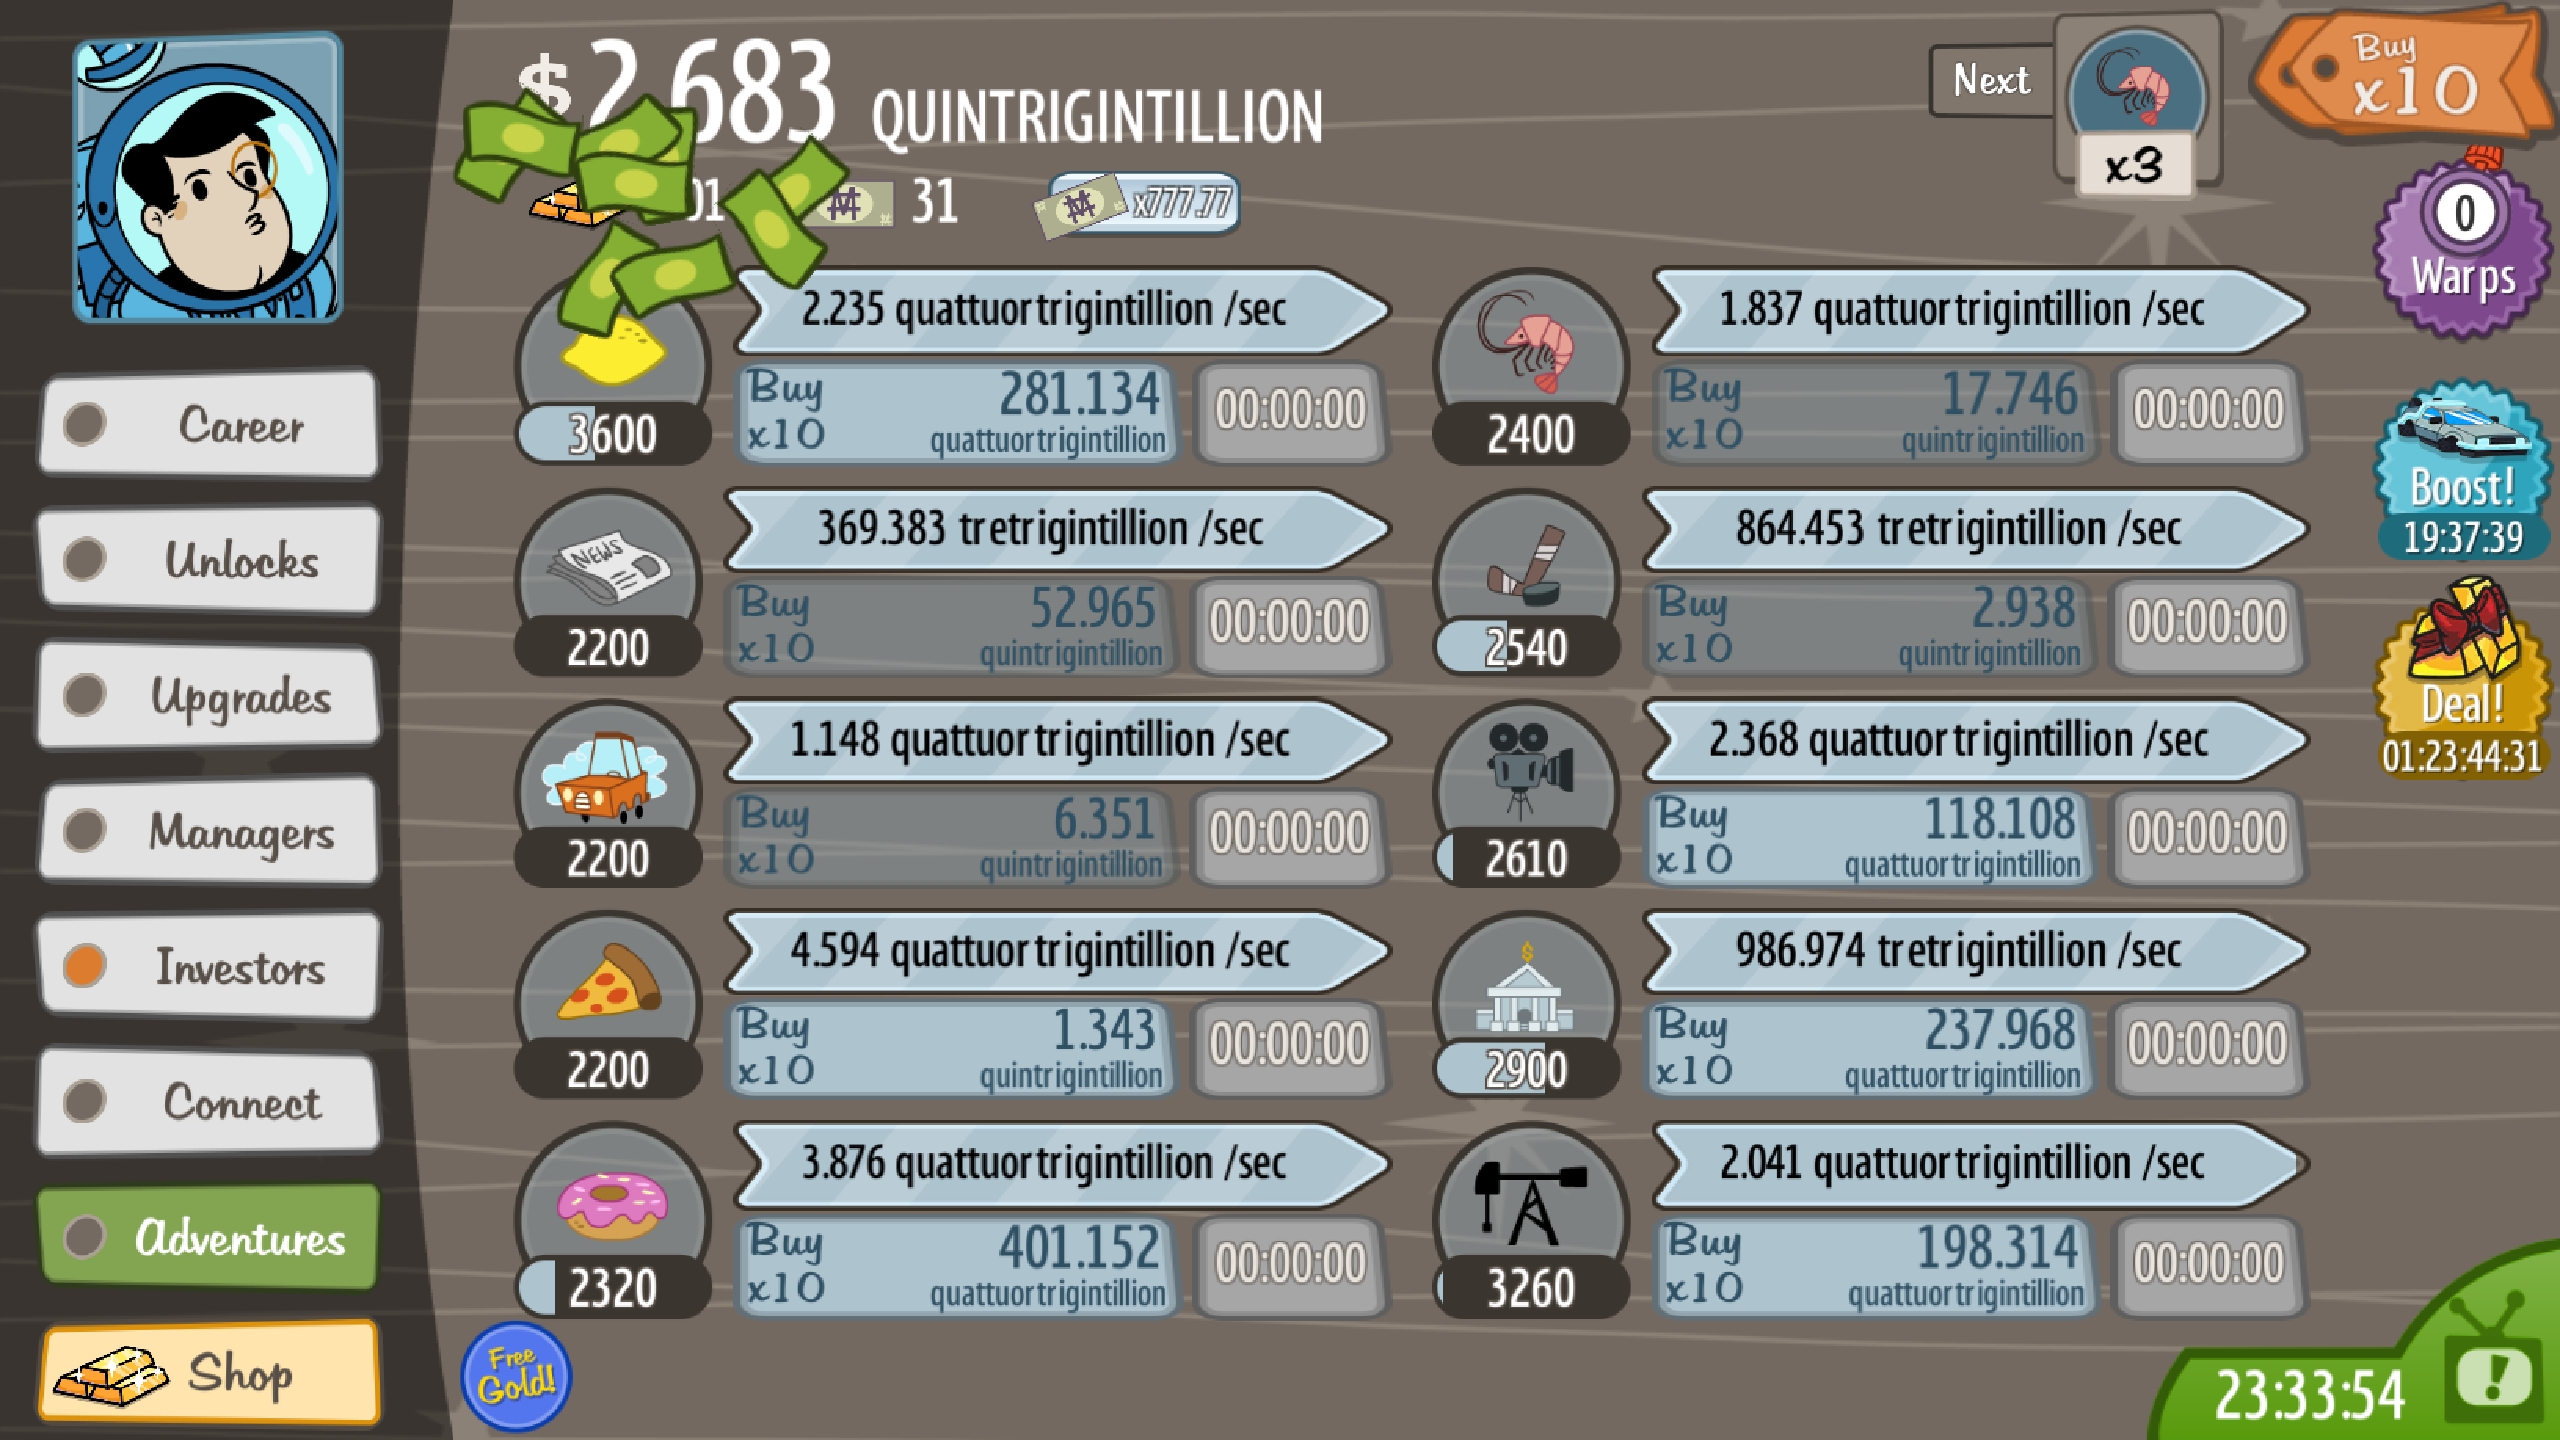 $ 2.683 QUINTRIGINTILLION
31
x777.77
Next
x3
Buy
x10
0
Warps
Boost!
19:37:39
Deal!
01:23:44:31
Career
Unlocks
Upgrades
Managers
Investors
Connect
Adventures
Shop
2.235 quattuortrigintillion /sec
Buy x10
281.134 quattuortrigintillion
00:00:00
3600
1.837 quattuortrigintillion /sec
Buy x10
17.746 quintrigintillion
00:00:00
2400
NEWS
369.383 tretrigintillion /sec
Buy x10
52.965 quintrigintillion
00:00:00
2200
864.453 tretrigintillion /sec
Buy x10
2.938 quintrigintillion
00:00:00
2540
1.148 quattuortrigintillion /sec
Buy x10
6.351 quintrigintillion
00:00:00
2200
2.368 quattuortrigintillion /sec
Buy x10
118.108 quattuortrigintillion
00:00:00
2610
4.594 quattuortrigintillion /sec
Buy x10
1.343 quintrigintillion
00:00:00
2200
986.974 tretrigintillion /sec
Buy x10
237.968 quattuortrigintillion
00:00:00
2900
3.876 quattuortrigintillion /sec
Buy x10
401.152 quattuortrigintillion
00:00:00
2320
2.041 quattuortrigintillion /sec
Buy x10
198.314 quattuortrigintillion
00:00:00
3260
Free
Gold!
23:33:54